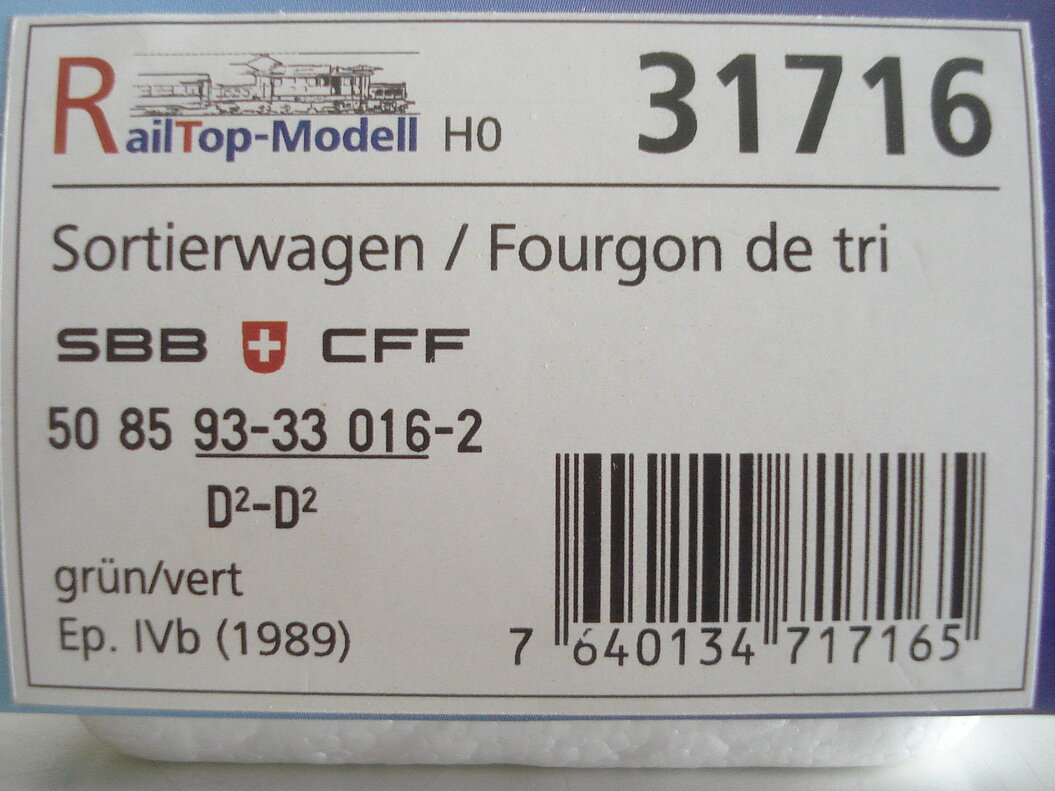 RailTop-Modell H0 31716
Sortierwagen / Fourgon de tri
SBB CFF
50 85 93-33 016-2
D²-D²
grün/vert
Ep. IVb (1989)
7 640134 717165